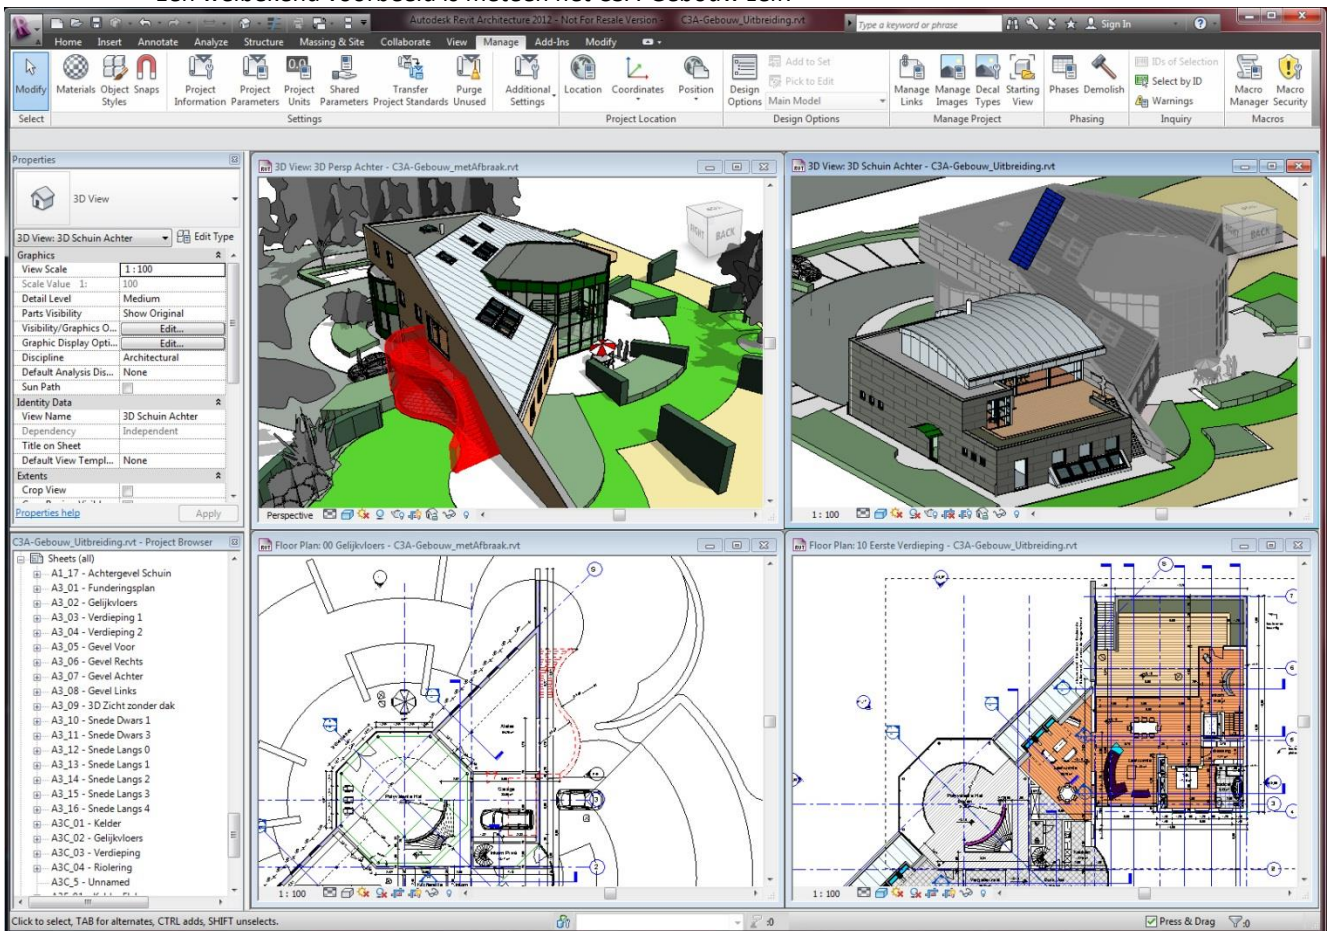 Een welbekend voorbeeld is meteen het C3A Gebouw zelf.
Autodesk Revit Architecture 2012 - Not For Resale Version - C3A-Gebouw_Uitbreiding.rvt
Type a keyword or phrase
Sign In
Home Insert Annotate Analyze Structure Massing & Site Collaborate View Manage Add-Ins Modify
Modify
Materials
Object Styles
Snaps
Project Information
Project Parameters
Project Units
Shared Parameters
Transfer Project Standards
Purge Unused
Additional Settings
Location
Coordinates
Position
Design Options
Add to Set
Pick to Edit
Main Model
Manage Links
Manage Images
Decal Types
Starting View
Phases
Demolish
IDs of Selection
Select by ID
Warnings
Macro Manager
Macro Security
Select Settings Project Location Design Options Manage Project Phasing Inquiry Macros
Properties
3D View
3D View: 3D Schuin Achter
Edit Type
Graphics
View Scale 1 : 100
Scale Value 1: 100
Detail Level Medium
Parts Visibility Show Original
Visibility/Graphics O... Edit...
Graphic Display Opti... Edit...
Discipline Architectural
Default Analysis Dis... None
Sun Path
Identity Data
View Name 3D Schuin Achter
Dependency Independent
Title on Sheet
Default View Templ... None
Extents
Crop View
Properties help Apply
C3A-Gebouw_Uitbreiding.rvt - Project Browser
Sheets (all)
A1_17 - Achtergevel Schuin
A3_01 - Funderingsplan
A3_02 - Gelijkvloers
A3_03 - Verdieping 1
A3_04 - Verdieping 2
A3_05 - Gevel Voor
A3_06 - Gevel Rechts
A3_07 - Gevel Achter
A3_08 - Gevel Links
A3_09 - 3D Zicht zonder dak
A3_10 - Snede Dwars 1
A3_11 - Snede Dwars 3
A3_12 - Snede Langs 0
A3_13 - Snede Langs 1
A3_14 - Snede Langs 2
A3_15 - Snede Langs 3
A3_16 - Snede Langs 4
A3C_01 - Kelder
A3C_02 - Gelijkvloers
A3C_03 - Verdieping
A3C_04 - Riolering
A3C_5 - Unnamed
3D View: 3D Persp Achter - C3A-Gebouw_metAfbraak.rvt
BACK
Perspective
3D View: 3D Schuin Achter - C3A-Gebouw_Uitbreiding.rvt
BACK
1 : 100
Floor Plan: 00 Gelijkvloers - C3A-Gebouw_metAfbraak.rvt
Garage
1 : 100
Floor Plan: 10 Eerste Verdieping - C3A-Gebouw_Uitbreiding.rvt
1 : 100
Click to select, TAB for alternates, CTRL adds, SHIFT unselects.
:0
Press & Drag
:0